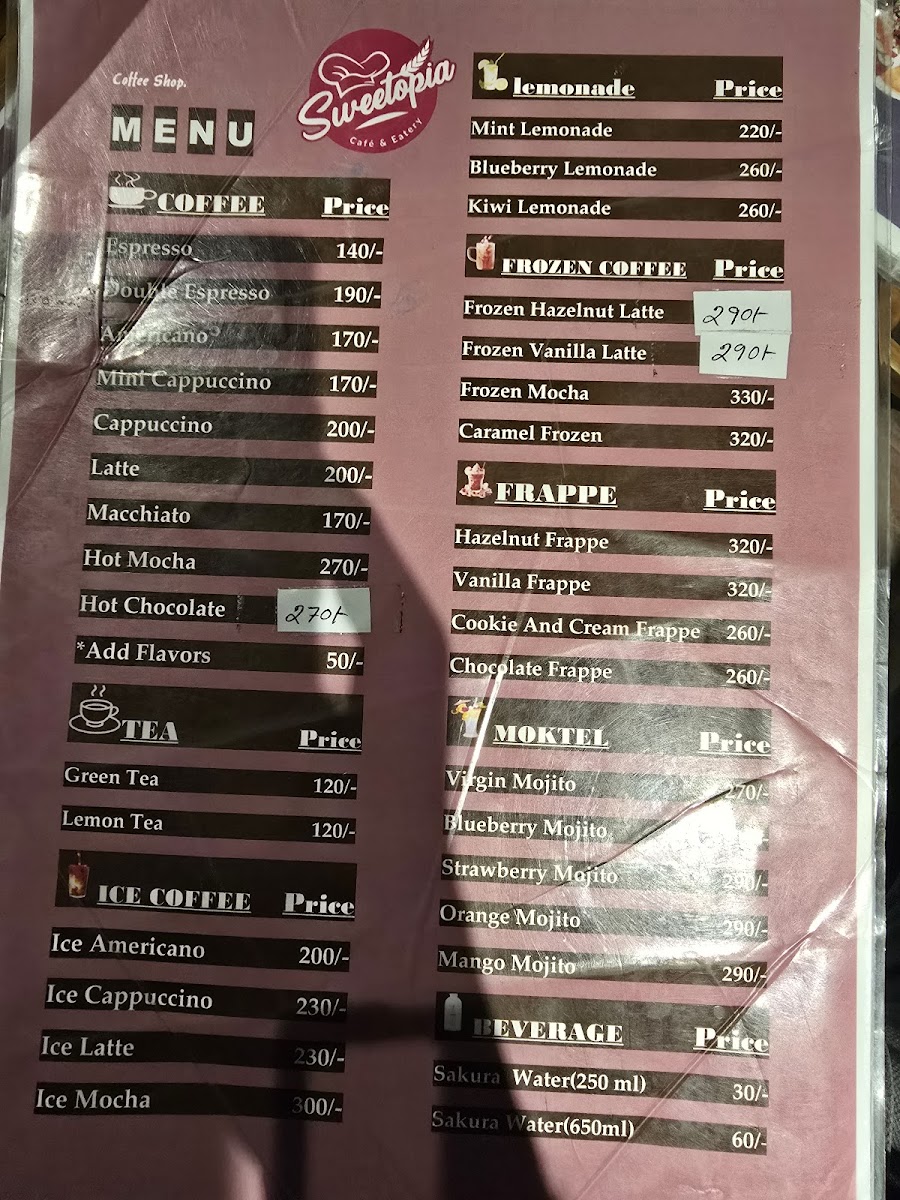 Coffee Shop.
MENU
Sweetopia
Café & Eatery
COFFEE Price
Espresso 140/-
Double Espresso 190/-
Americano 170/-
Mini Cappuccino 170/-
Cappuccino 200/-
Latte 200/-
Macchiato 170/-
Hot Mocha 270/-
Hot Chocolate 270/-
*Add Flavors 50/-
TEA Price
Green Tea 120/-
Lemon Tea 120/-
ICE COFFEE Price
Ice Americano 200/-
Ice Cappuccino 230/-
Ice Latte 230/-
Ice Mocha 300/-
lemonade Price
Mint Lemonade 220/-
Blueberry Lemonade 260/-
Kiwi Lemonade 260/-
FROZEN COFFEE Price
Frozen Hazelnut Latte 290/-
Frozen Vanilla Latte 290/-
Frozen Mocha 330/-
Caramel Frozen 320/-
FRAPPE Price
Hazelnut Frappe 320/-
Vanilla Frappe 320/-
Cookie And Cream Frappe 260/-
Chocolate Frappe 260/-
MOKTEL Price
Virgin Mojito 270/-
Blueberry Mojito
Strawberry Mojito 290/-
Orange Mojito 290/-
Mango Mojito 290/-
BEVERAGE Price
Sakura Water(250 ml) 30/-
Sakura Water(650ml) 60/-